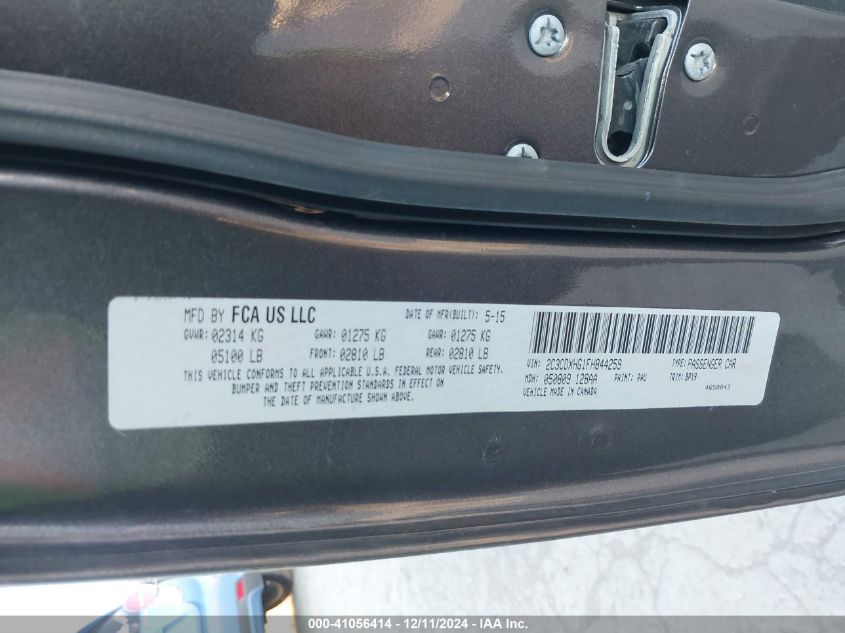 MFD BY FCA US LLC DATE OF MFR(BUILT): 5-15
GVWR: 02314 KG GAWR: 01275 KG GAWR: 01275 KG
05100 LB FRONT: 02810 LB REAR: 02810 LB
THIS VEHICLE CONFORMS TO ALL APPLICABLE U.S.A. FEDERAL MOTOR VEHICLE SAFETY,
BUMPER AND THEFT PREVENTION STANDARDS IN EFFECT ON
THE DATE OF MANUFACTURE SHOWN ABOVE.
VIN: 2C3CDXHG1FH844259 TYPE: PASSENGER CAR
MDH: 050809 128AA PAINT: PAU TRIM: BPX9
VEHICLE MADE IN CANADA 4658843
000-41056414 - 12/11/2024 - IAA Inc.